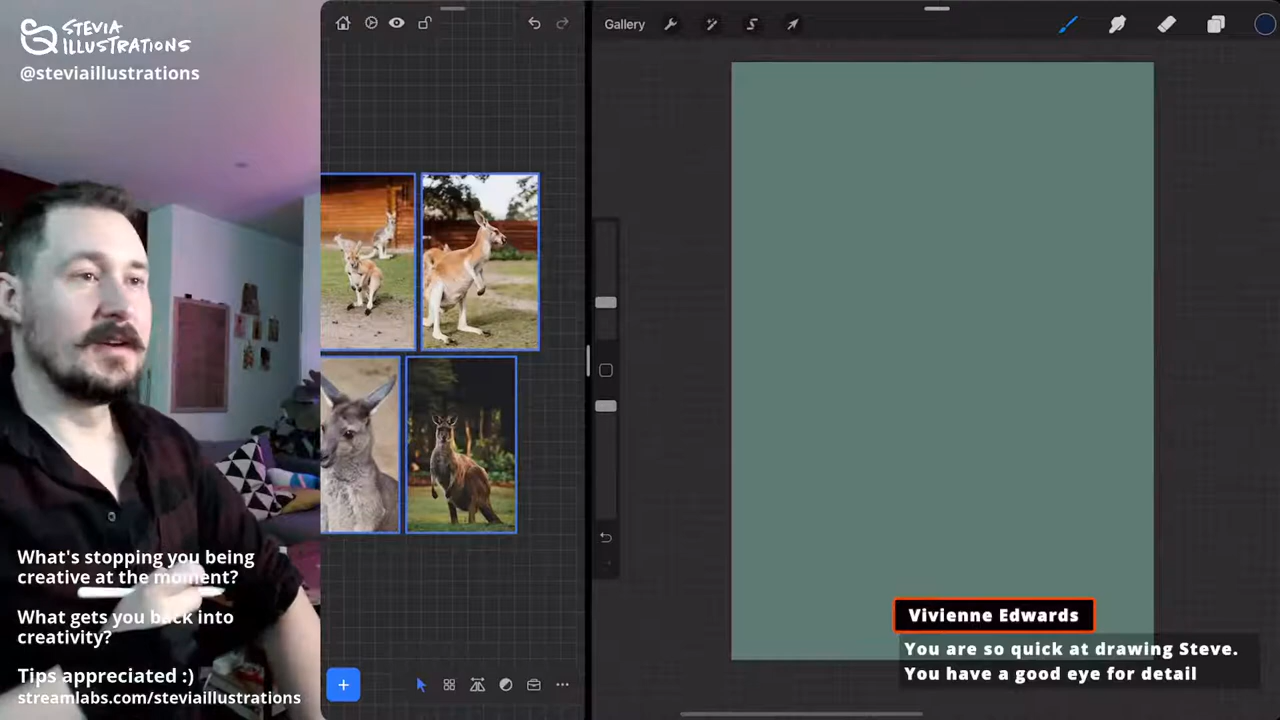 STEVIA
ILLUSTRATIONS
@steviaillustrations
Gallery
What's stopping you being
creative at the moment?
What gets you back into
creativity?
Tips appreciated :)
streamlabs.com/steviaillustrations
Vivienne Edwards
You are so quick at drawing Steve.
You have a good eye for detail